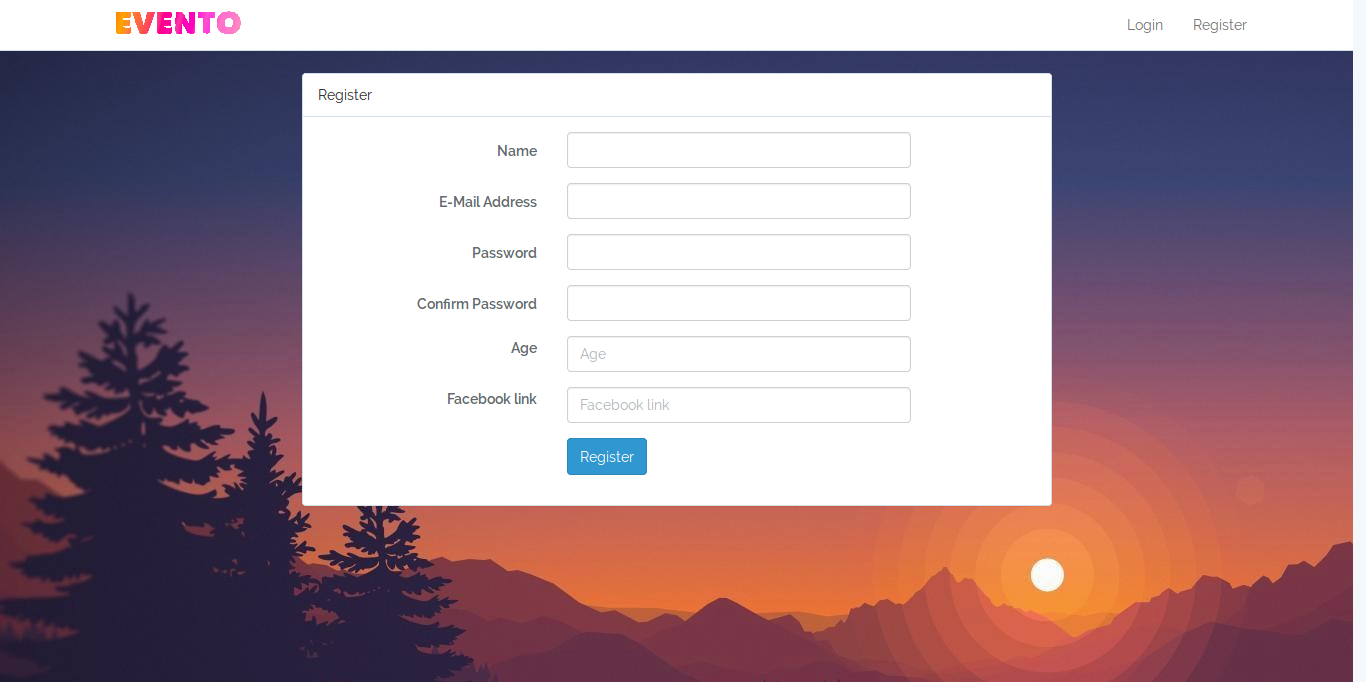 EVENTO
Login Register
Register
Name
E-Mail Address
Password
Confirm Password
Age Age
Facebook link Facebook link
Register